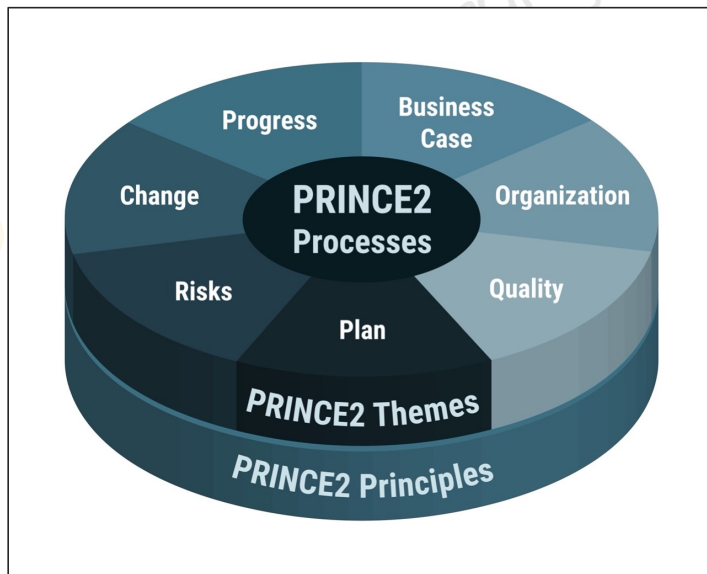 Progress
Business
Case
Change
PRINCE2
Processes
Organization
Risks
Quality
Plan
PRINCE2 Themes
PRINCE2 Principles